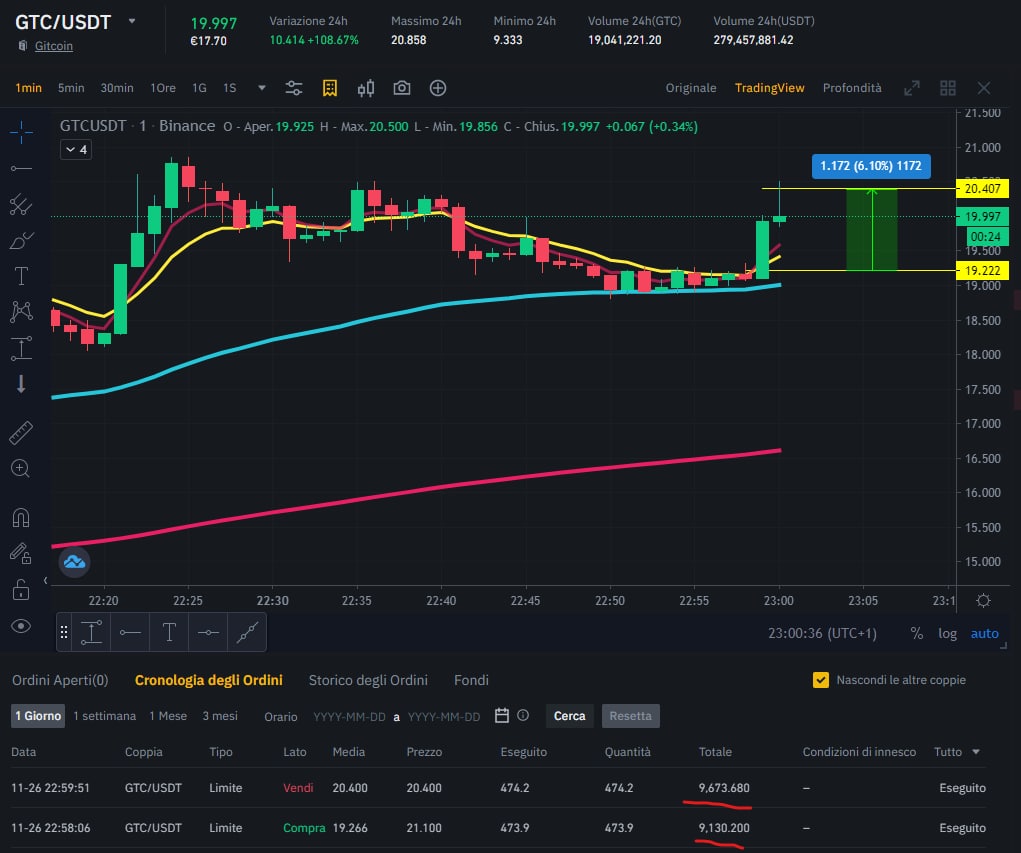 GTC/USDT
Gitcoin
19.997
€17.70
Variazione 24h
10.414 +108.67%
Massimo 24h
20.858
Minimo 24h
9.333
Volume 24h(GTC)
19,041,221.20
Volume 24h(USDT)
279,457,881.42
1min 5min 30min 1Ore 1G 1S
Originale TradingView Profondità
GTCUSDT · 1 · Binance O - Aper. 19.925 H - Max. 20.500 L - Min. 19.856 C - Chius. 19.997 +0.067 (+0.34%)
4
21.500
21.000
1.172 (6.10%) 1172
20.407
19.997
00:24
19.500
19.222
19.000
18.500
18.000
17.500
17.000
16.500
16.000
15.500
15.000
22:20 22:25 22:30 22:35 22:40 22:45 22:50 22:55 23:00 23:05 23:1
23:00:36 (UTC+1) % log auto
Ordini Aperti(0) Cronologia degli Ordini Storico degli Ordini Fondi
Nascondi le altre coppie
1 Giorno 1 settimana 1 Mese 3 mesi Orario YYYY-MM-DD a YYYY-MM-DD Cerca Resetta
Data Coppia Tipo Lato Media Prezzo Eseguito Quantità Totale Condizioni di innesco Tutto
11-26 22:59:51 GTC/USDT Limite Vendi 20.400 20.400 474.2 474.2 9,673.680 – Eseguito
11-26 22:58:06 GTC/USDT Limite Compra 19.266 21.100 473.9 473.9 9,130.200 – Eseguito